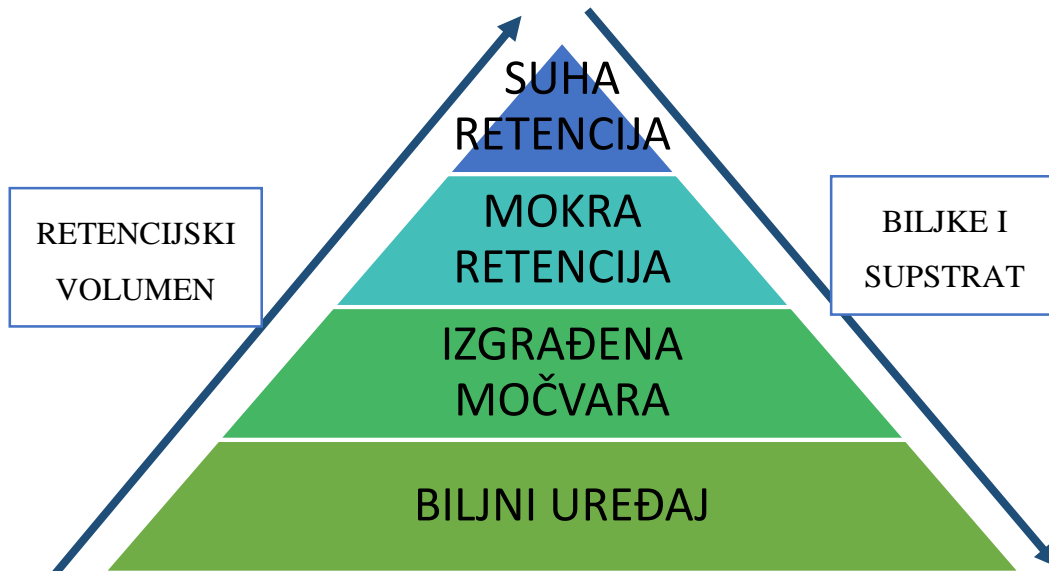 SUHA
RETENCIJA
MOKRA
RETENCIJA
IZGRAĐENA
MOČVARA
BILJNI UREĐAJ
RETENCIJSKI
VOLUMEN
BILJKE I
SUPSTRAT